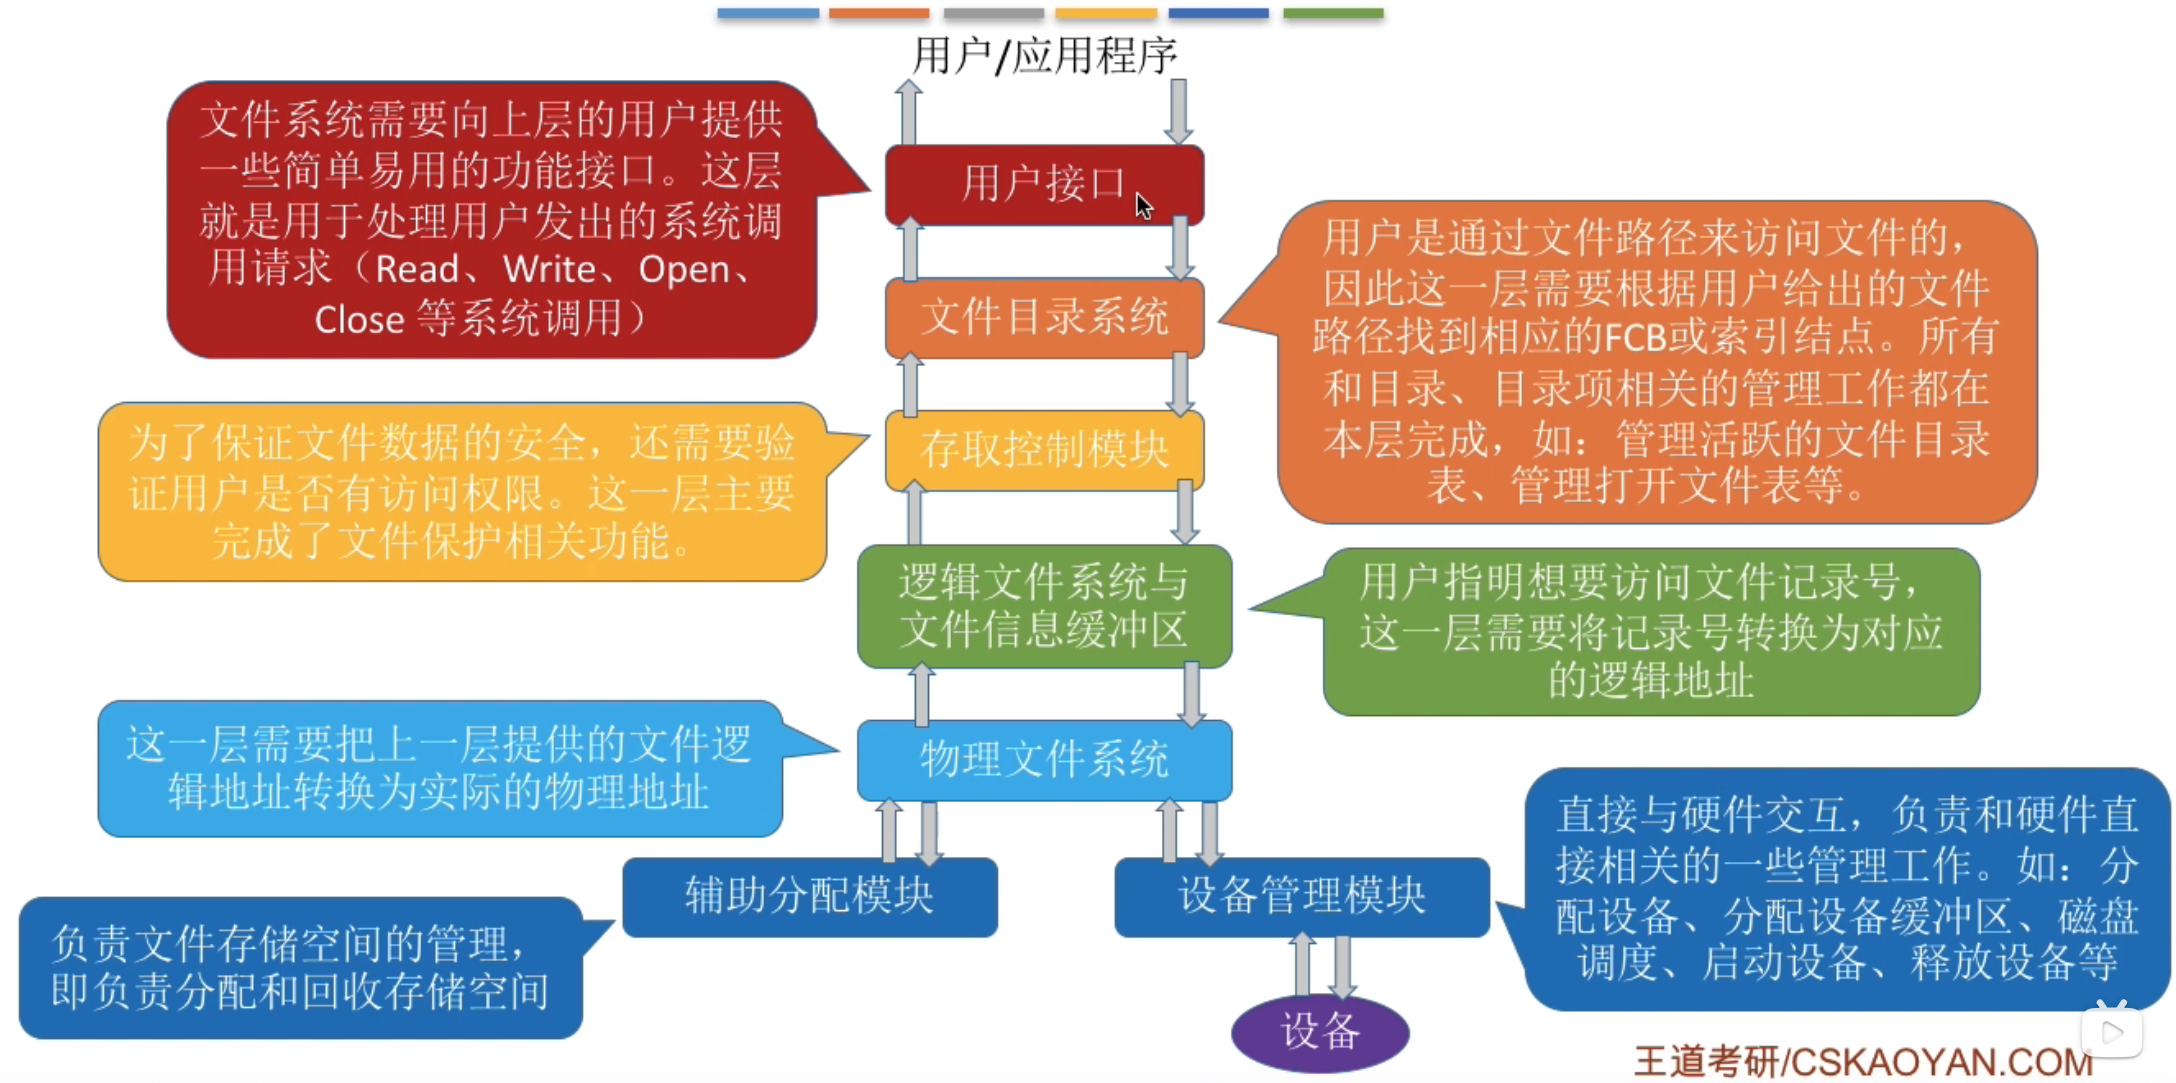 用户/应用程序
文件系统需要向上层的用户提供
一些简单易用的功能接口。这层
就是用于处理用户发出的系统调
用请求（Read、Write、Open、
Close 等系统调用）
用户接口
用户是通过文件路径来访问文件的，
因此这一层需要根据用户给出的文件
路径找到相应的FCB或索引结点。所有
和目录、目录项相关的管理工作都在
本层完成，如：管理活跃的文件目录
表、管理打开文件表等。
文件目录系统
为了保证文件数据的安全，还需要验
证用户是否有访问权限。这一层主要
完成了文件保护相关功能。
存取控制模块
逻辑文件系统与
文件信息缓冲区
用户指明想要访问文件记录号，
这一层需要将记录号转换为对应
的逻辑地址
这一层需要把上一层提供的文件逻
辑地址转换为实际的物理地址
物理文件系统
辅助分配模块
设备管理模块
直接与硬件交互，负责和硬件直
接相关的一些管理工作。如：分
配设备、分配设备缓冲区、磁盘
调度、启动设备、释放设备等
负责文件存储空间的管理，
即负责分配和回收存储空间
设备
王道考研/CSKAOYAN.COM